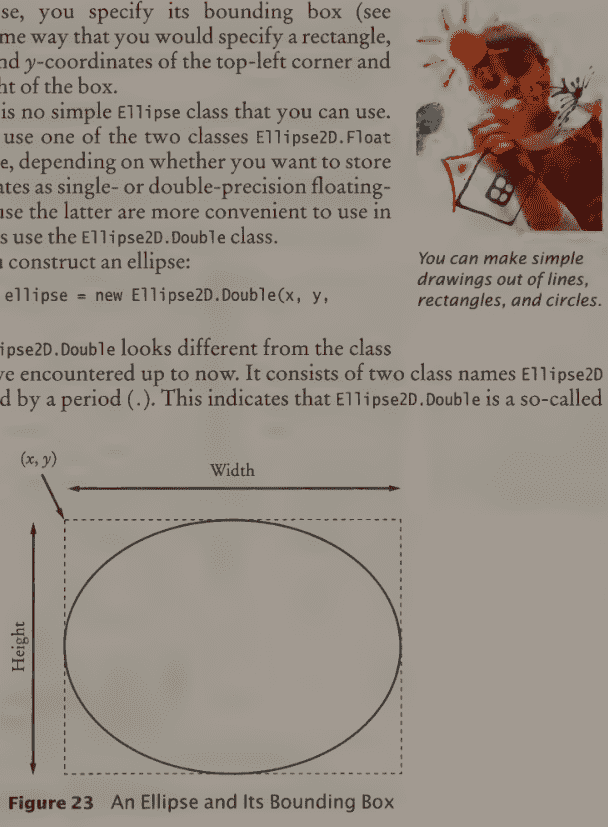 se, you specify its bounding box (see
me way that you would specify a rectangle,
nd y-coordinates of the top-left corner and
ht of the box.
is no simple Ellipse class that you can use.
use one of the two classes Ellipse2D.Float
e, depending on whether you want to store
ates as single- or double-precision floating-
use the latter are more convenient to use in
s use the Ellipse2D.Double class.
u construct an ellipse:
ellipse = new Ellipse2D.Double(x, y,
You can make simple
drawings out of lines,
rectangles, and circles.
ipse2D.Double looks different from the class
ve encountered up to now. It consists of two class names Ellipse2D
d by a period (.). This indicates that Ellipse2D.Double is a so-called
(x, y)
Width
Height
Figure 23 An Ellipse and Its Bounding Box